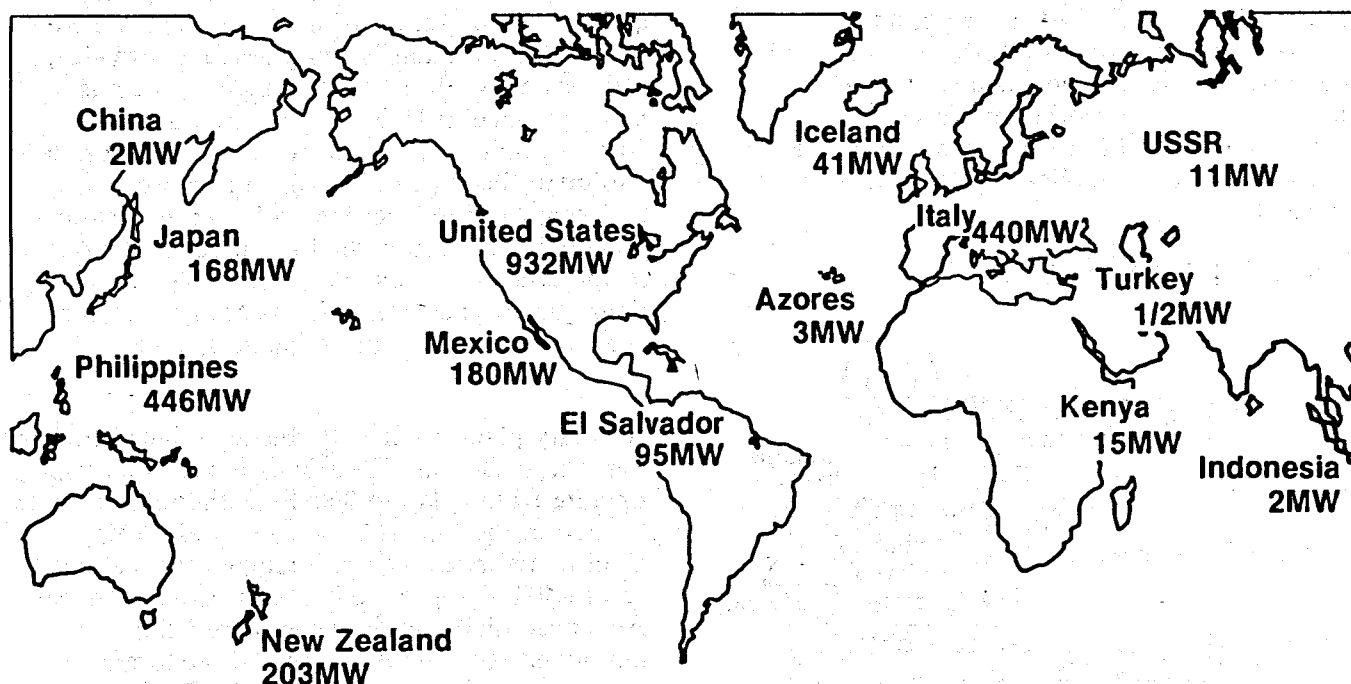 China
2MW
Japan
168MW
Philippines
446MW
New Zealand
203MW
United States
932MW
Mexico
180MW
El Salvador
95MW
Iceland
41MW
Azores
3MW
Italy
440MW
USSR
11MW
Turkey
1/2MW
Kenya
15MW
Indonesia
2MW